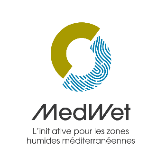 MedWet
L'initiative pour les zones
humides méditerranéennes